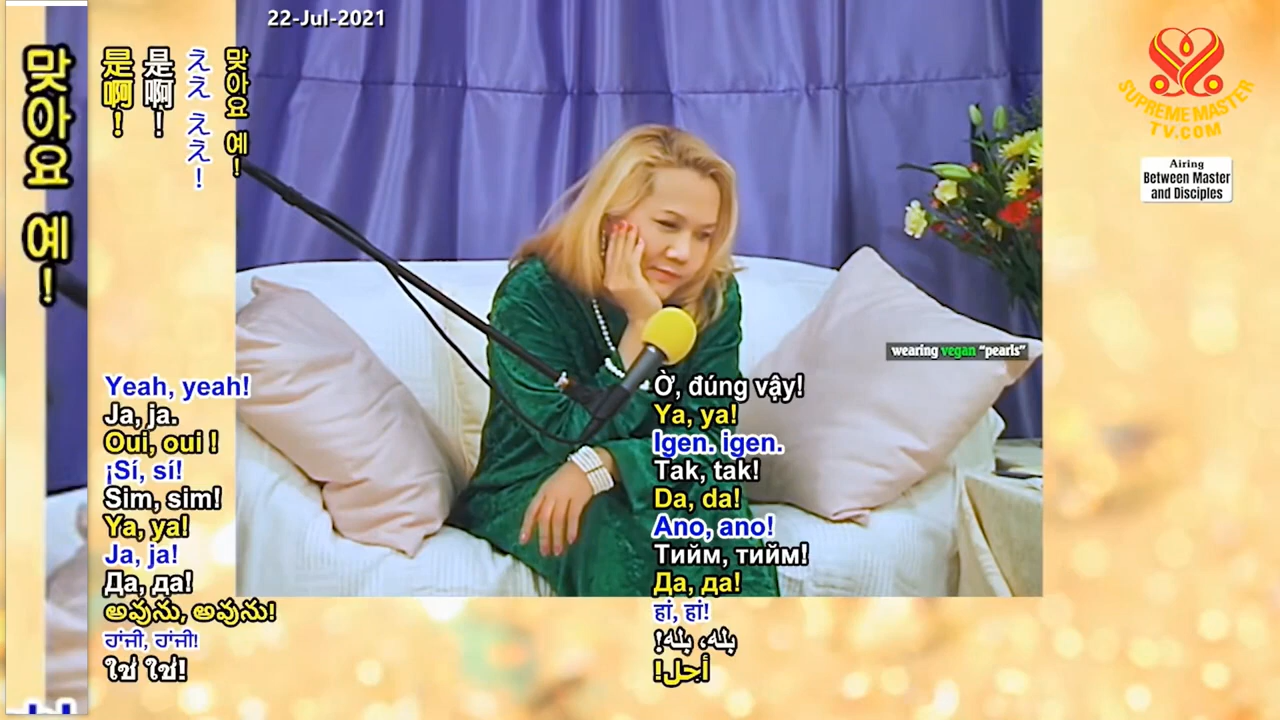 22-Jul-2021
SUPREME MASTER
TV.COM
Airing
Between Master
and Disciples
맞아요 예!
是啊!
是啊!
ええ ええ!
맞아요 예!
wearing vegan “pearls”
Yeah, yeah!
Ja, ja.
Oui, oui !
¡Sí, sí!
Sim, sim!
Ya, ya!
Ja, ja!
Да, да!
అవును, అవును!
ਹਾਂਜੀ, ਹਾਂਜੀ!
ใช่ ใช่!
Ờ, đúng vậy!
Ya, ya!
Igen. igen.
Tak, tak!
Da, da!
Ano, ano!
Тийм, тийм!
Да, да!
हां, हां!
بله، بله!
أجل!